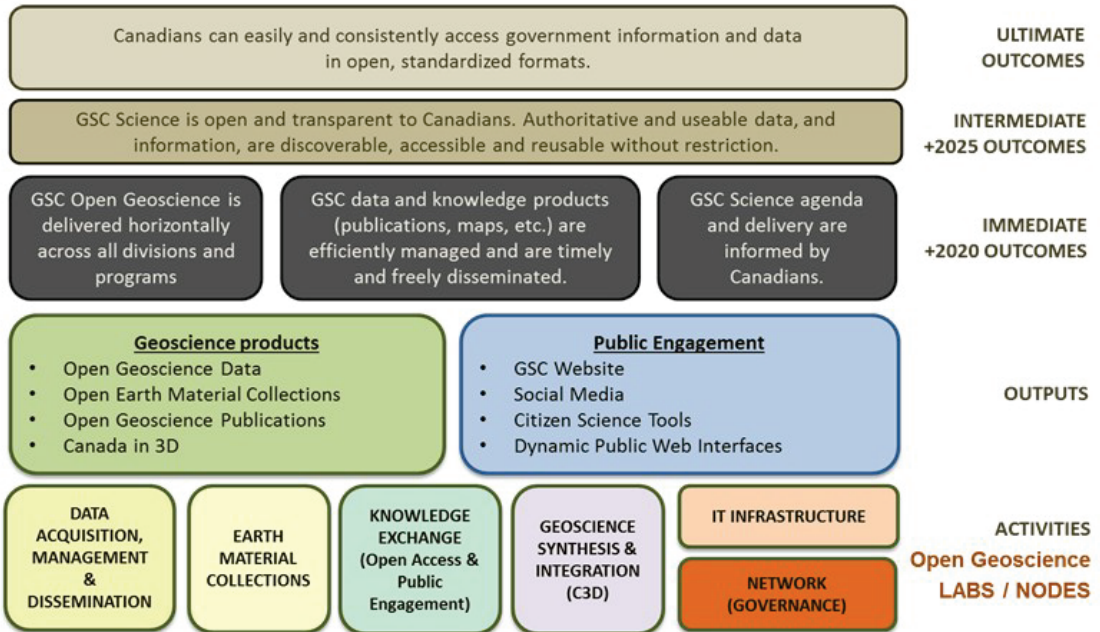 Canadians can easily and consistently access government information and data
in open, standardized formats.
ULTIMATE
OUTCOMES
GSC Science is open and transparent to Canadians. Authoritative and useable data, and
information, are discoverable, accessible and reusable without restriction.
INTERMEDIATE
+2025 OUTCOMES
GSC Open Geoscience is
delivered horizontally
across all divisions and
programs
GSC data and knowledge products
(publications, maps, etc.) are
efficiently managed and are timely
and freely disseminated.
GSC Science agenda
and delivery are
informed by
Canadians.
IMMEDIATE
+2020 OUTCOMES
Geoscience products
• Open Geoscience Data
• Open Earth Material Collections
• Open Geoscience Publications
• Canada in 3D
Public Engagement
• GSC Website
• Social Media
• Citizen Science Tools
• Dynamic Public Web Interfaces
OUTPUTS
DATA
ACQUISITION,
MANAGEMENT
&
DISSEMINATION
EARTH
MATERIAL
COLLECTIONS
KNOWLEDGE
EXCHANGE
(Open Access &
Public
Engagement)
GEOSCIENCE
SYNTHESIS &
INTEGRATION
(C3D)
IT INFRASTRUCTURE
NETWORK
(GOVERNANCE)
ACTIVITIES
Open Geoscience
LABS / NODES